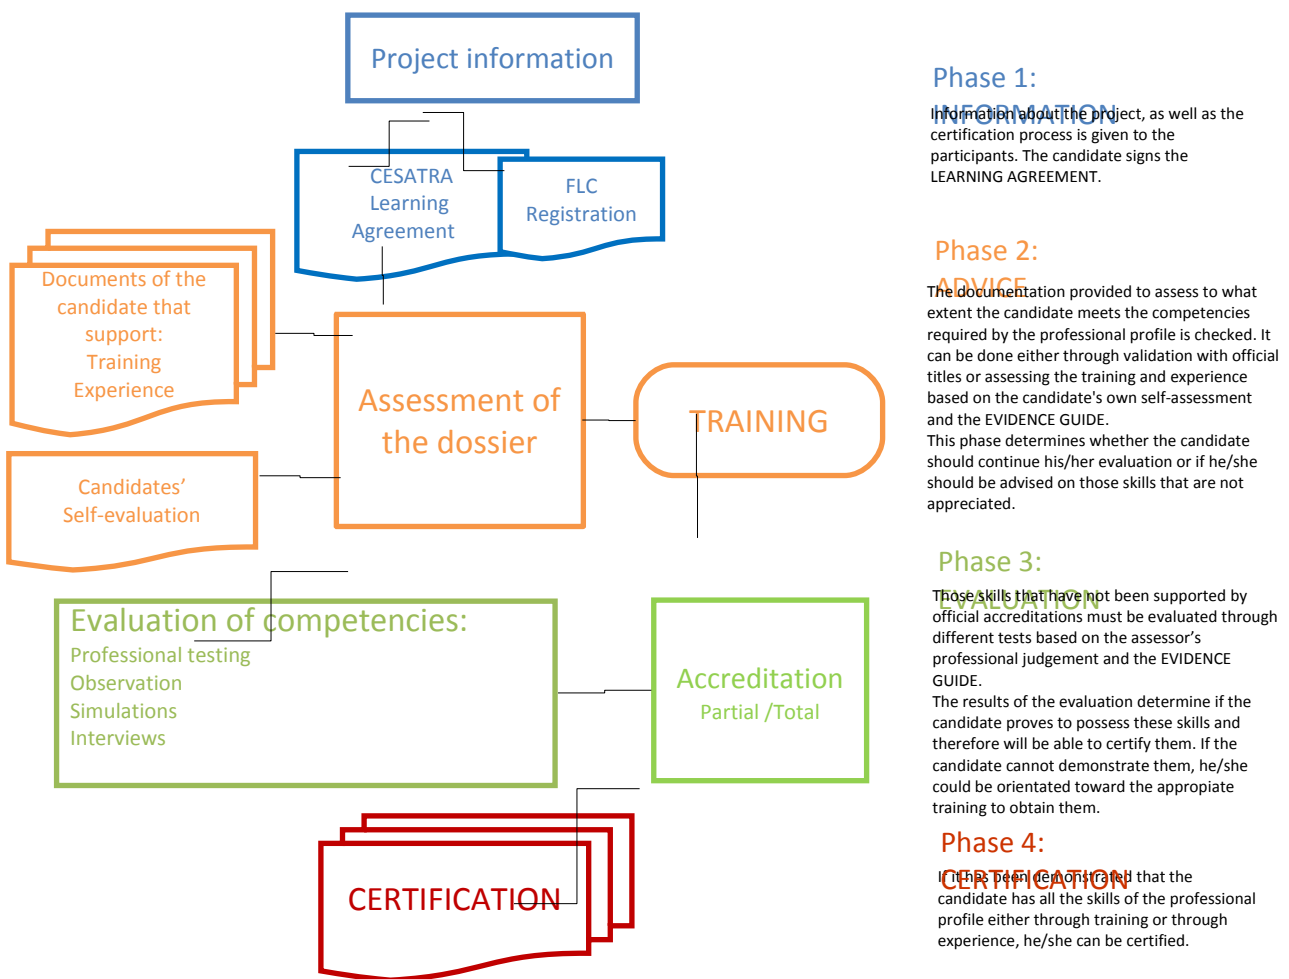 Project information
CESATRA
Learning
Agreement
FLC
Registration
Documents of the
candidate that
support:
Training
Experience
Candidates’
Self-evaluation
Assessment of
the dossier
TRAINING
Evaluation of competencies:
Professional testing
Observation
Simulations
Interviews
Accreditation
Partial /Total
CERTIFICATION
Phase 1:
INFORMATION
Information about the project, as well as the
certification process is given to the
participants. The candidate signs the
LEARNING AGREEMENT.
Phase 2:
ADVICE
The documentation provided to assess to what
extent the candidate meets the competencies
required by the professional profile is checked. It
can be done either through validation with official
titles or assessing the training and experience
based on the candidate's own self-assessment
and the EVIDENCE GUIDE.
This phase determines whether the candidate
should continue his/her evaluation or if he/she
should be advised on those skills that are not
appreciated.
Phase 3:
EVALUATION
Those skills that have not been supported by
official accreditations must be evaluated through
different tests based on the assessor’s
professional judgement and the EVIDENCE
GUIDE.
The results of the evaluation determine if the
candidate proves to possess these skills and
therefore will be able to certify them. If the
candidate cannot demonstrate them, he/she
could be orientated toward the appropiate
training to obtain them.
Phase 4:
CERTIFICATION
If it has been demonstrated that the
candidate has all the skills of the professional
profile either through training or through
experience, he/she can be certified.